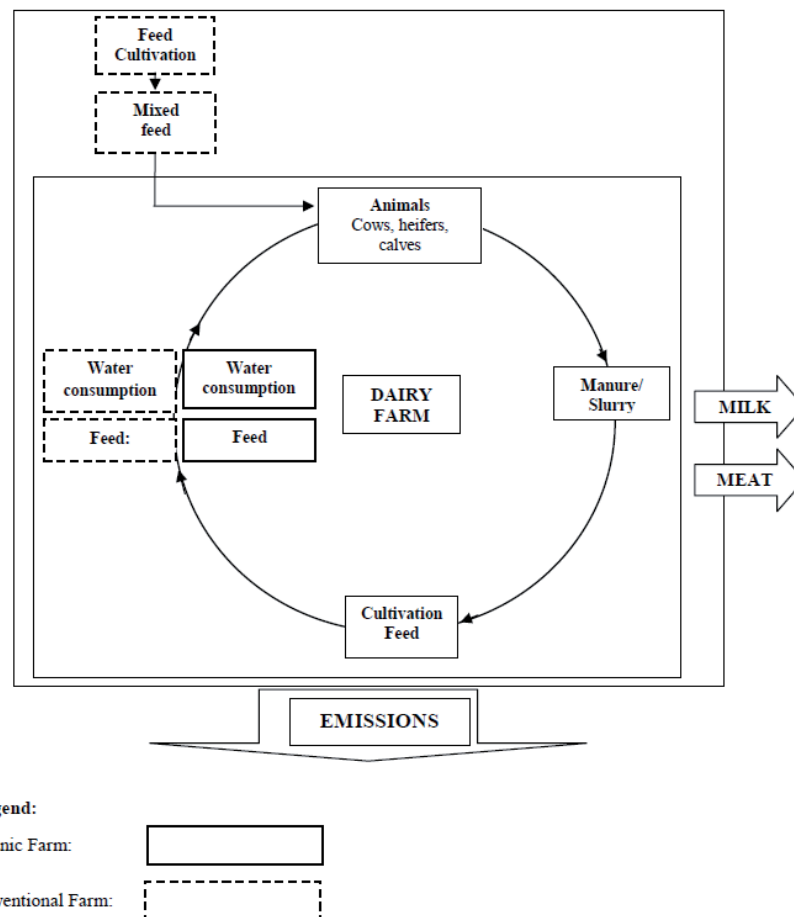 Feed
Cultivation
Mixed
feed
Animals
Cows, heifers,
calves
Water
consumption
Water
consumption
DAIRY
FARM
Manure/
Slurry
MILK
Feed:
Feed
MEAT
Cultivation
Feed
EMISSIONS
gend:
nic Farm:
ventional Farm: